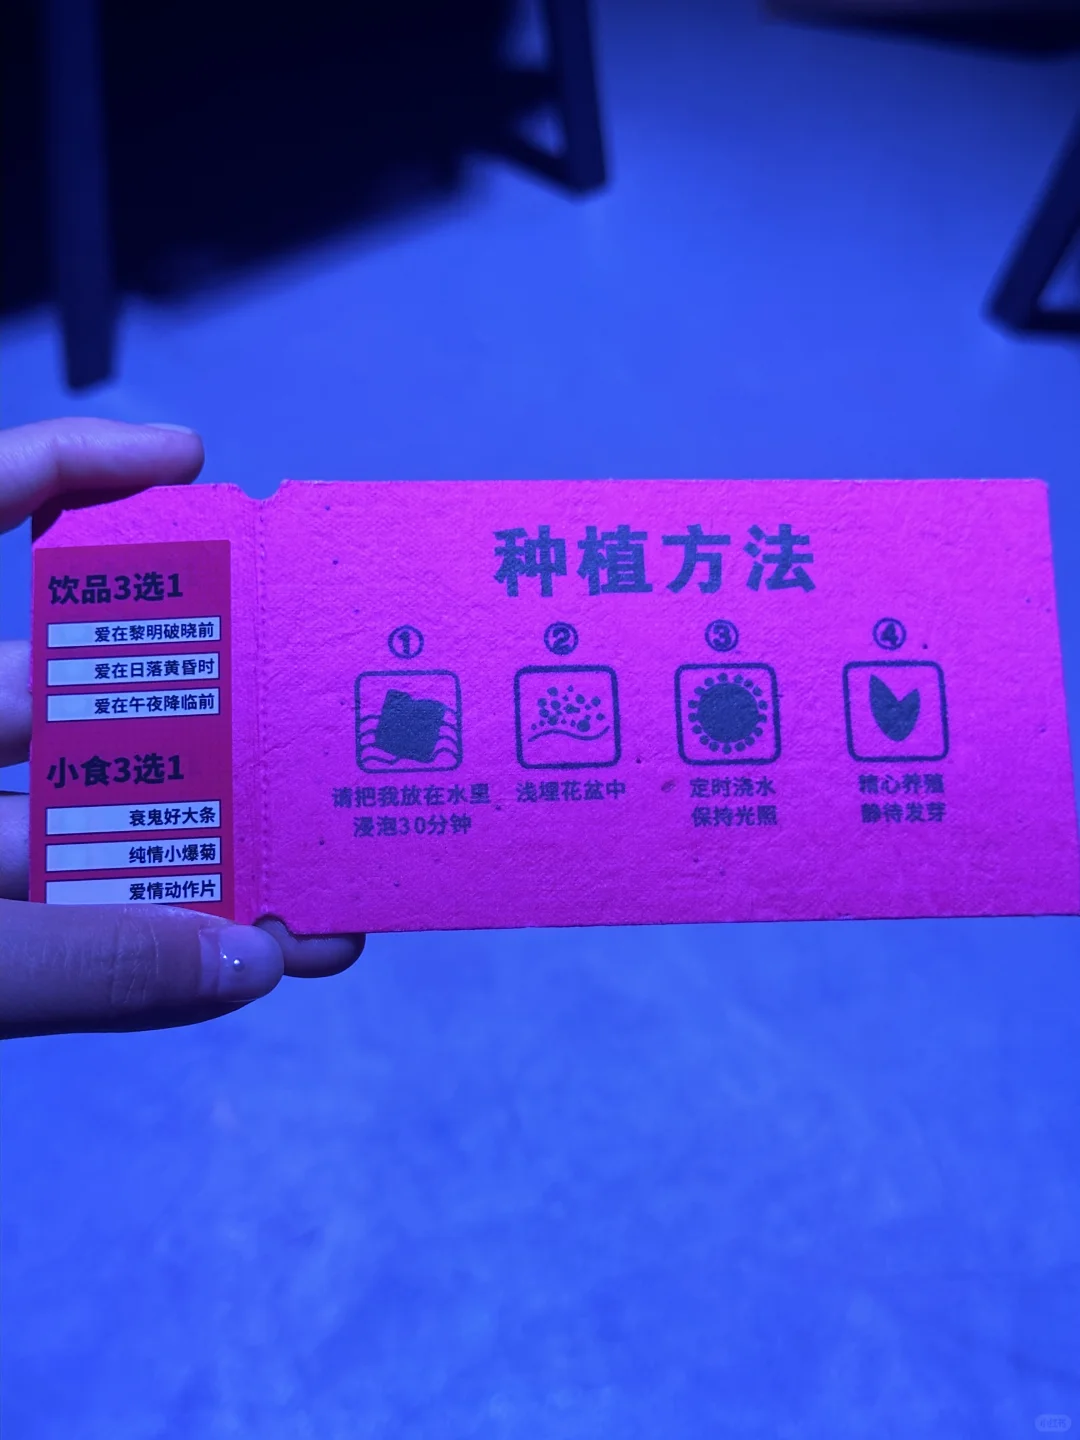 饮品3选1
爱在黎明破晓前
爱在日落黄昏时
爱在午夜降临前
小食3选1
衰鬼好大条
纯情小爆菊
爱情动作片
种植方法
①
请把我放在水里
浸泡30分钟
②
浅埋花盆中
③
定时浇水
保持光照
④
精心养殖
静待发芽
小红书